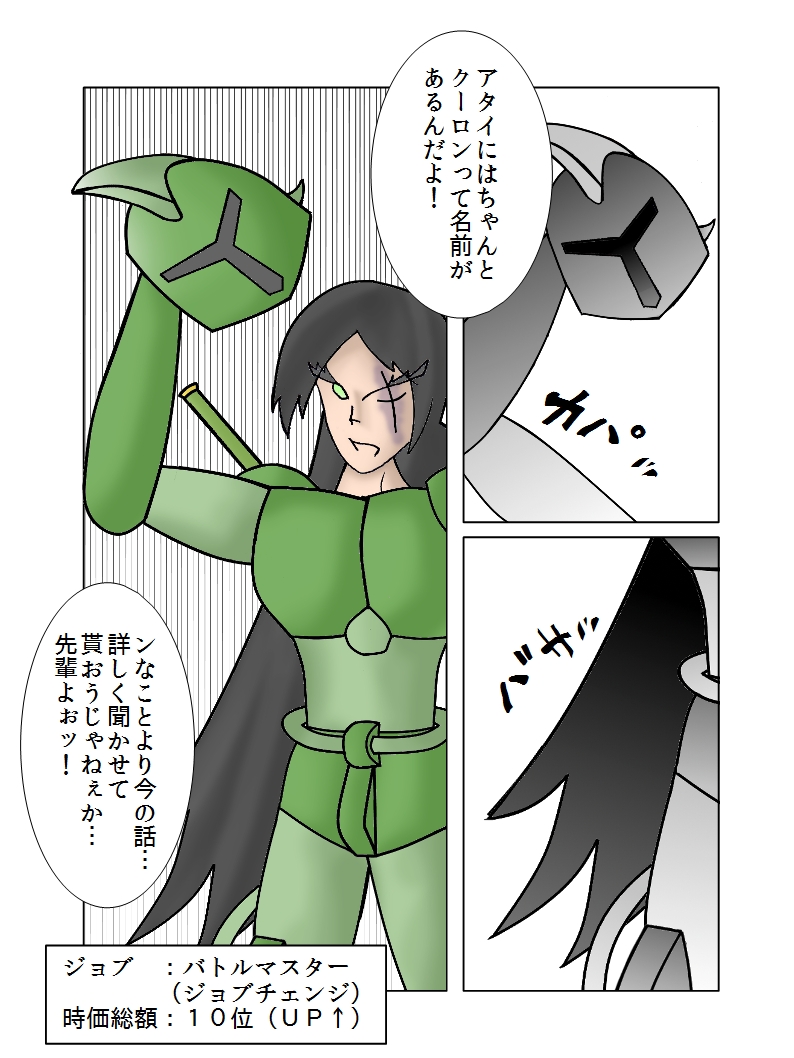 カパッ
アタイにはちゃんと
クーロンって名前が
あるんだよ！
バサッ
ンなことより今の話…
詳しく聞かせて
貰おうじゃねぇか…
先輩よぉッ！
ジョブ　：バトルマスター
（ジョブチェンジ）
時価総額：１０位（ＵＰ↑）